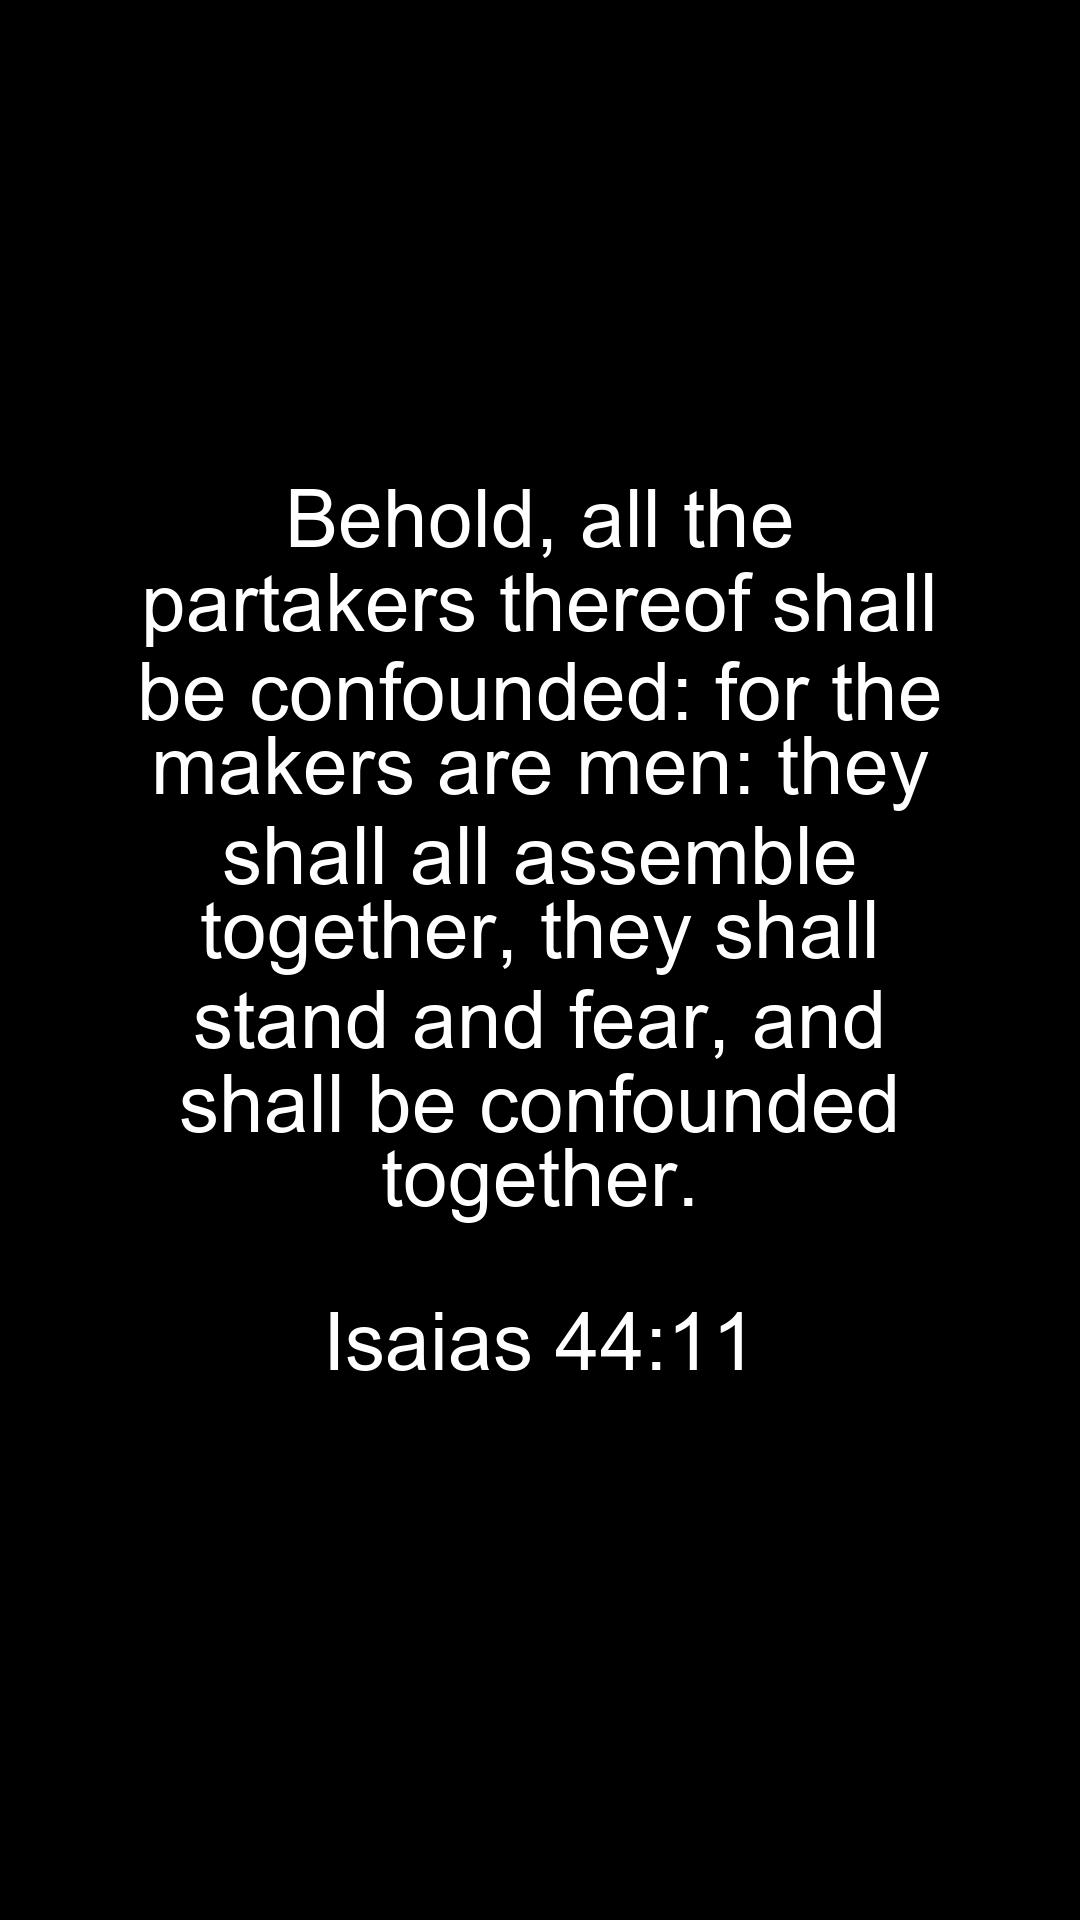 Behold, all the
partakers thereof shall
be confounded: for the
makers are men: they
shall all assemble
together, they shall
stand and fear, and
shall be confounded
together.
Isaias 44:11